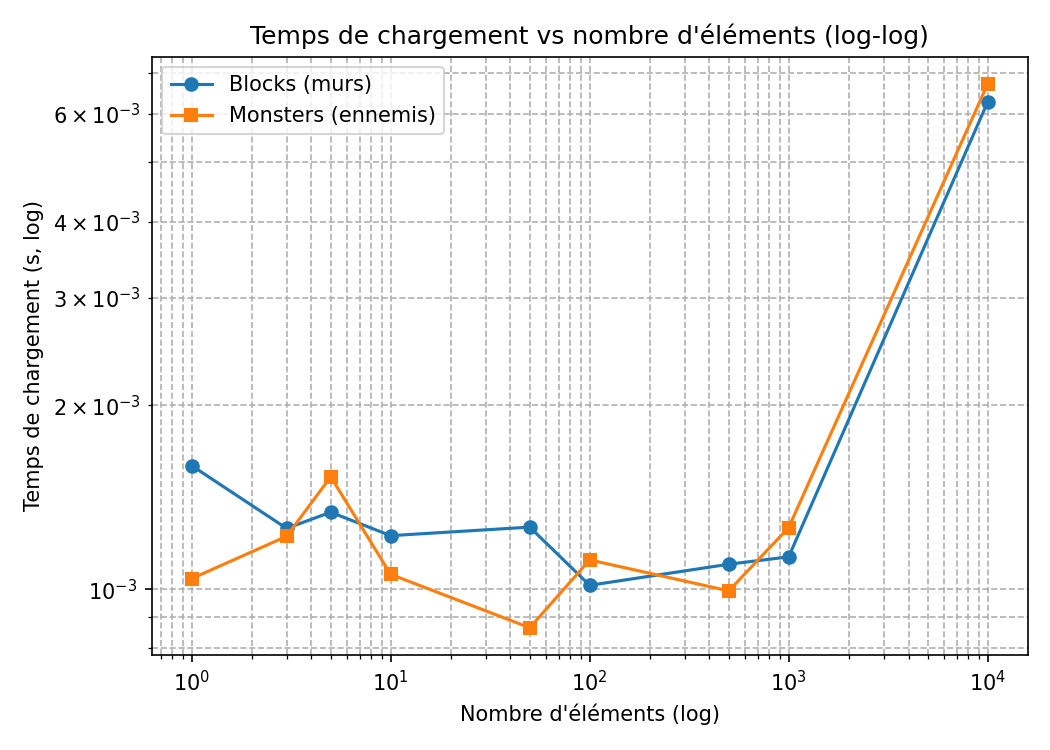 Temps de chargement vs nombre d'éléments (log-log)
Blocks (murs)
Monsters (ennemis)
Temps de chargement (s, log)
6 × 10⁻³
4 × 10⁻³
3 × 10⁻³
2 × 10⁻³
10⁻³
10⁰ 10¹ 10² 10³ 10⁴
Nombre d'éléments (log)